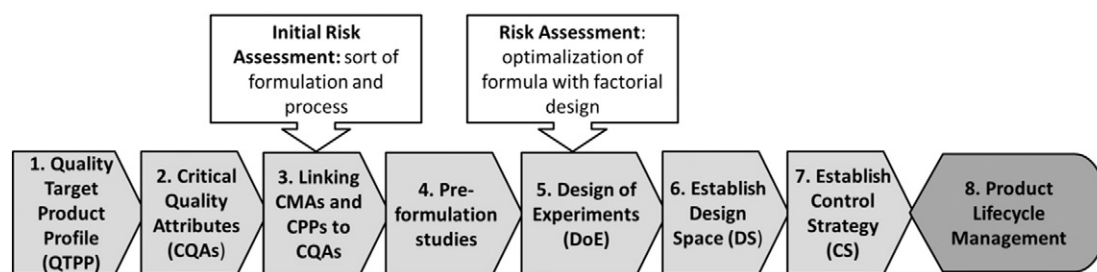 Initial Risk
Assessment: sort of
formulation and
process
Risk Assessment:
optimalization of
formula with factorial
design
1. Quality
Target
Product
Profile
(QTPP)
2. Critical
Quality
Attributes
(CQAs)
3. Linking
CMAs and
CPPs to
CQAs
4. Pre-
formulation
studies
5. Design of
Experiments
(DoE)
6. Establish
Design
Space (DS)
7. Establish
Control
Strategy
(CS)
8. Product
Lifecycle
Management